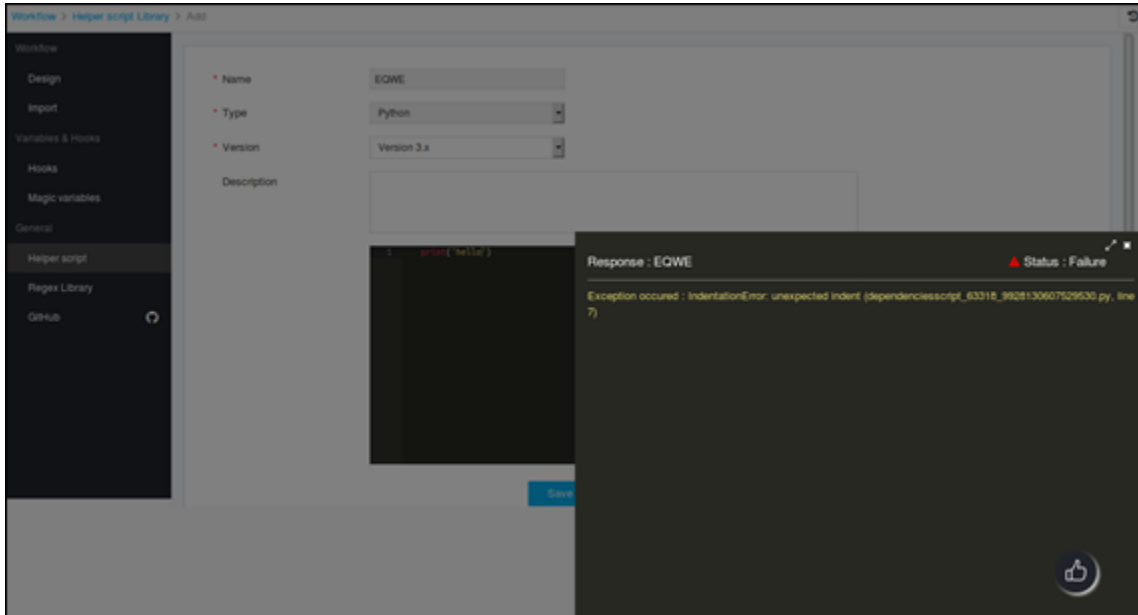 Workflow > Helper script Library > Add
Workflow
Design
Import
Variables & Hooks
Hooks
Magic variables
General
Helper script
Regex Library
GitHub
* Name EQWE
* Type Python
* Version Version 3.x
Description
1 print('hello')
Save
Response : EQWE
Status : Failure
Exception occured : IndentationError: unexpected indent (dependenciesscript_63318_9928130607529530.py, line
7)